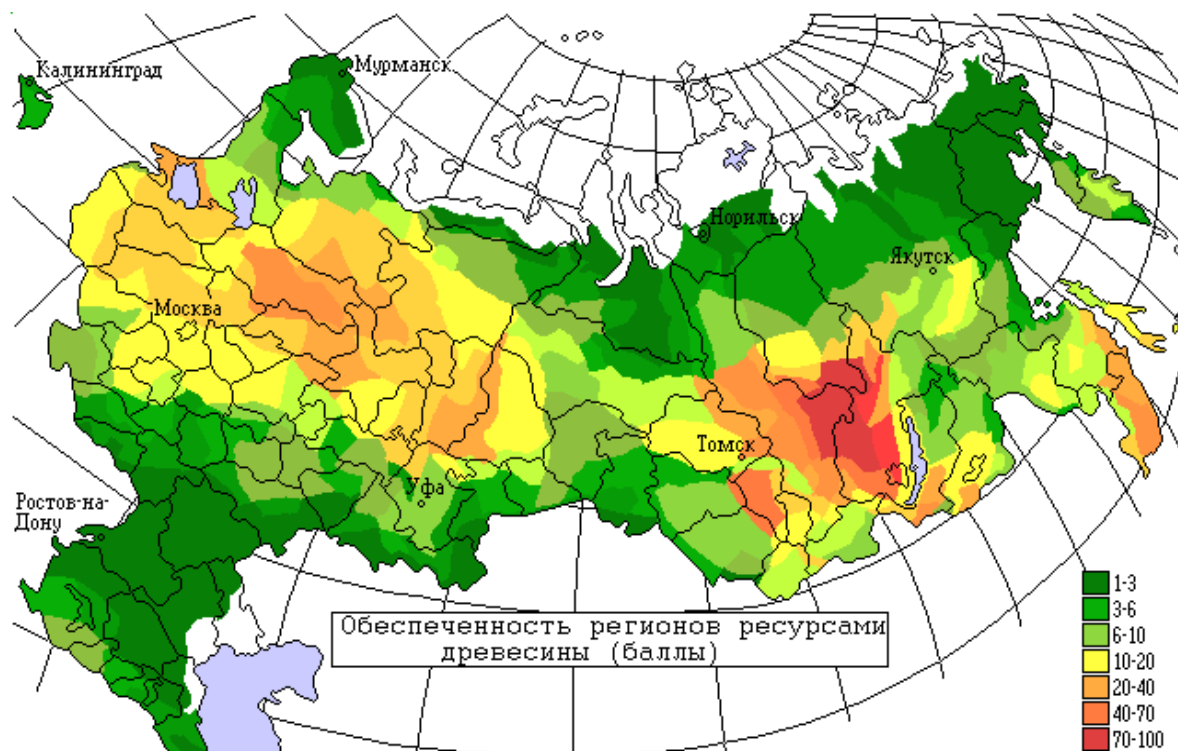 Калининград
Мурманск
Норильск
Якутск
Москва
Томск
Уфа
Ростов-на-
Дону
Обеспеченность регионов ресурсами
древесины (баллы)
1-3
3-6
6-10
10-20
20-40
40-70
70-100